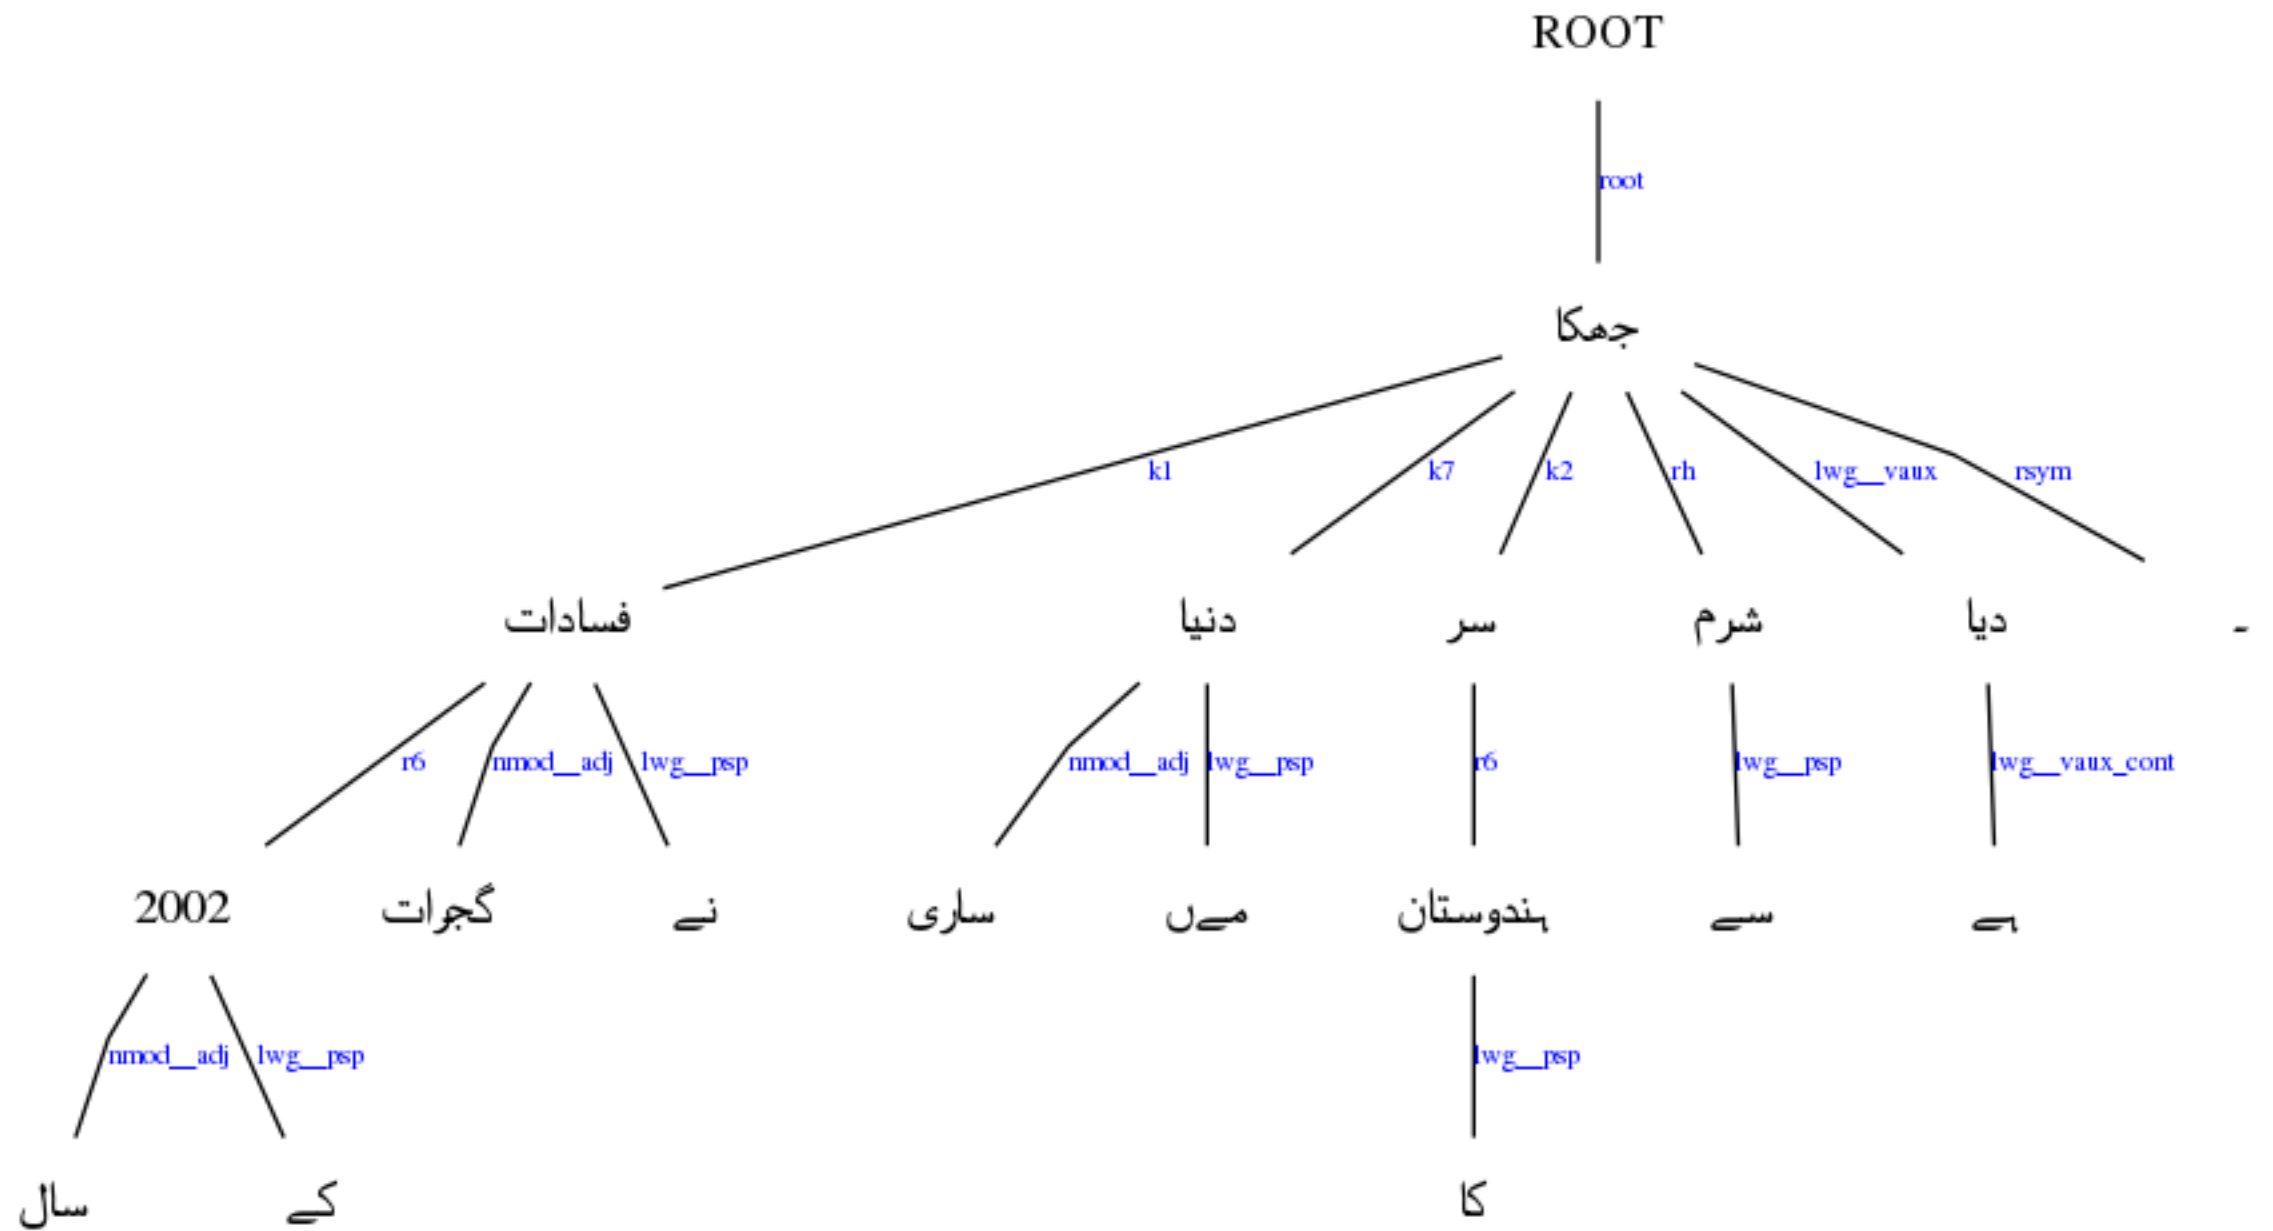 ROOT
root
جھکا
k1 k7 k2 rh lwg__vaux rsym
فسادات دنیا سر شرم دیا ۔
r6 nmod__adj lwg__psp nmod__adj lwg__psp r6 lwg__psp lwg__vaux_cont
2002 گجرات نے ساری مےں ہندوستان سے ہے
nmod__adj lwg__psp lwg__psp
سال کے کا